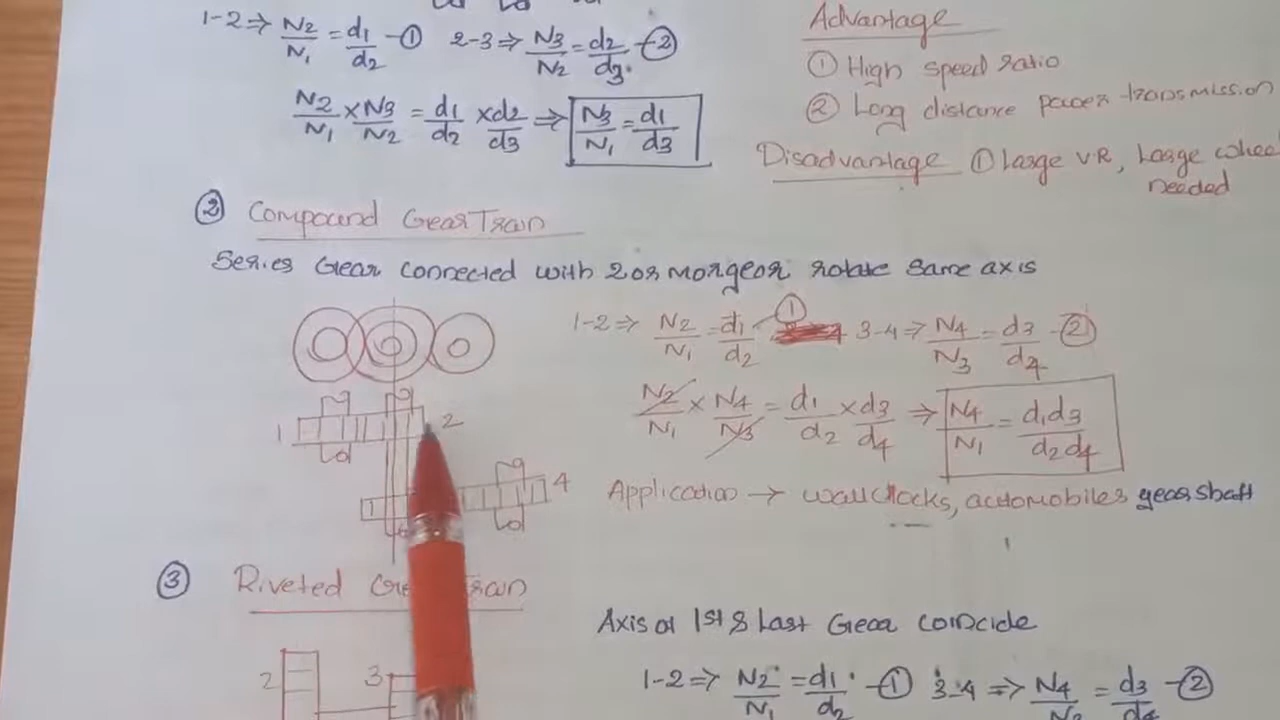 1-2⇒ N2/N1 = d1/d2 -① 2-3⇒ N3/N2 = d2/d3 -②
N2/N1 × N3/N2 = d1/d2 × d2/d3 ⇒ N3/N1 = d1/d3
Advantage
① High speed ratio
② Long distance power transmission
Disadvantage ① Large V.R, Large whee
needed
② Compound Gear Train
Series Gear connected with 2 or mor gear rotate same axis
1-2⇒ N2/N1 = d1/d2 ① 3-4⇒ N4/N3 = d3/d4 -②
N2/N1 × N4/N3 = d1/d2 × d3/d4 ⇒ N4/N1 = d1d3/d2d4
1
2
4
Application → wall clocks, automobiles gear shaft
③ Riveted Train
Axis of 1st & Last Gear coincide
2
3
1-2⇒ N2/N1 = d1/d2 -① 3-4⇒ N4/N3 = d3/d4 -②